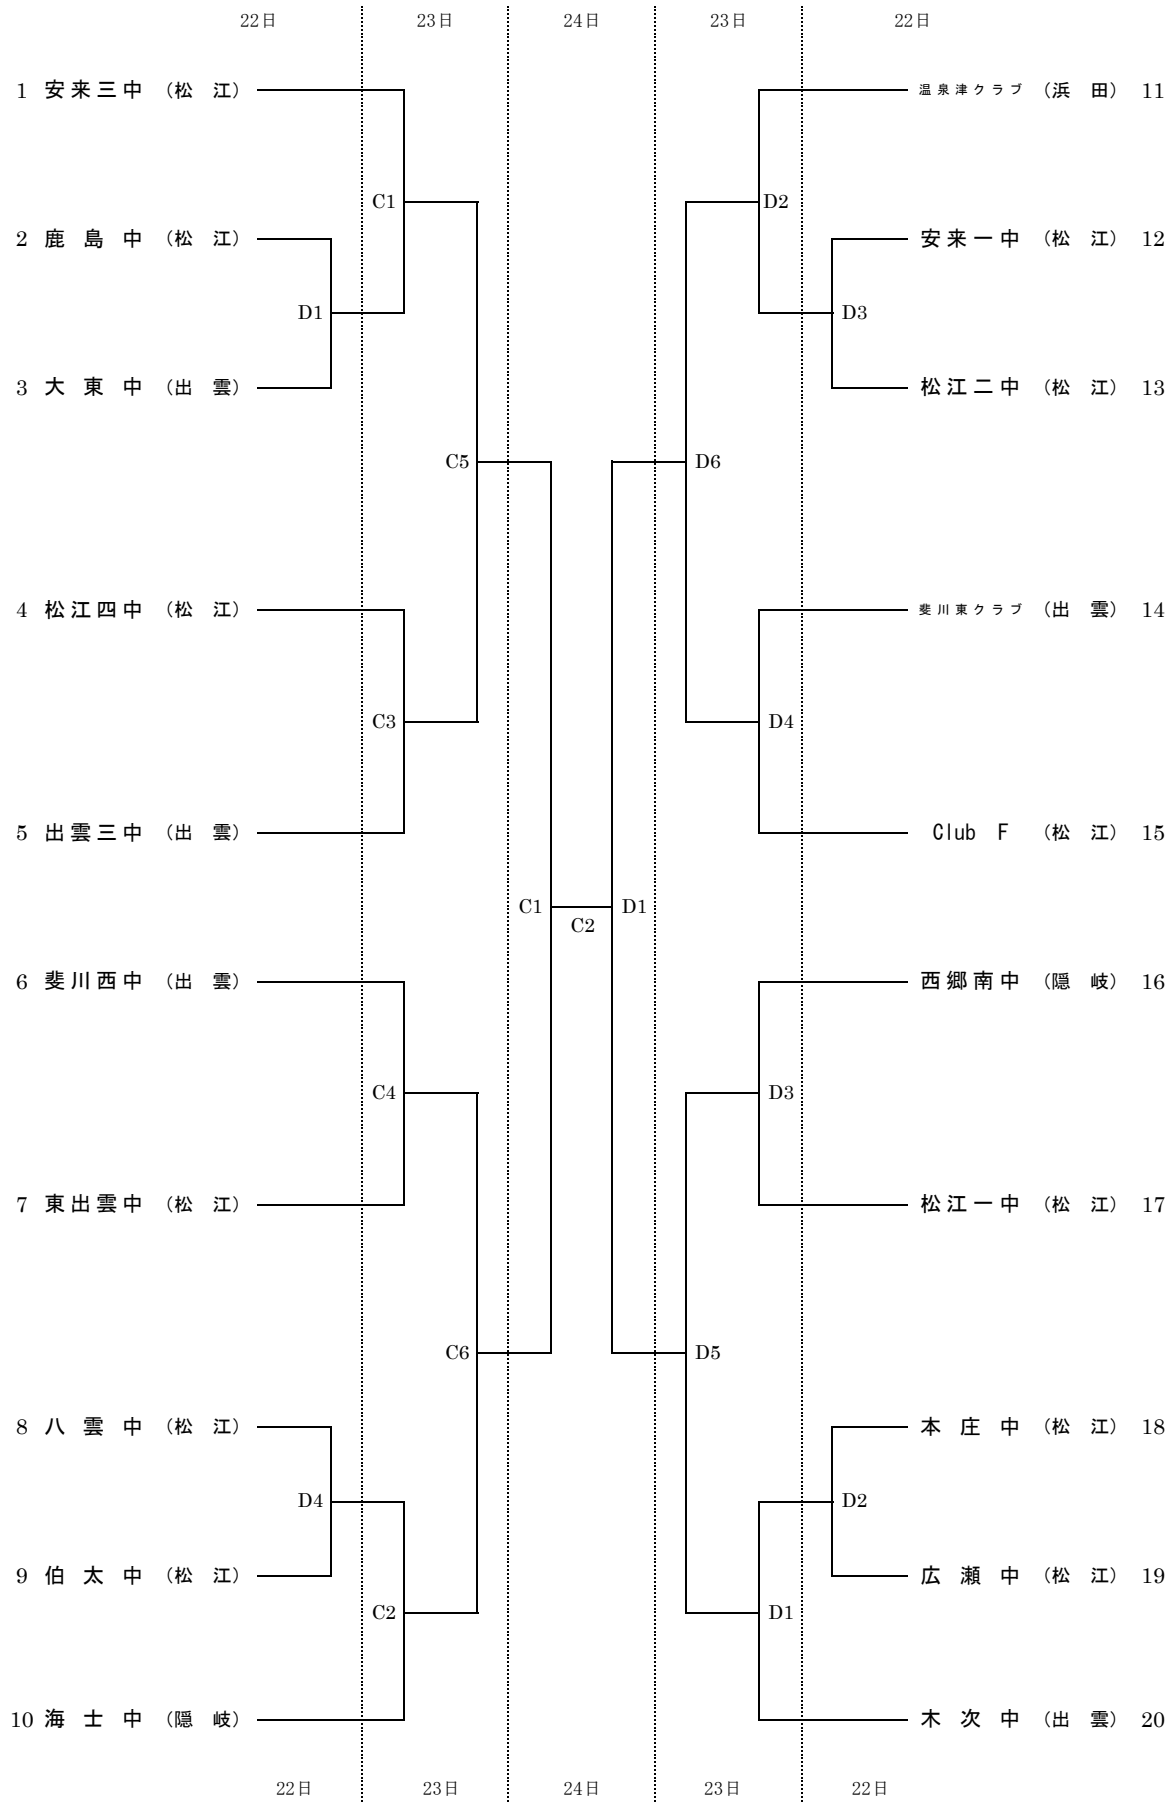 22日 23日 24日 23日 22日
1 安来三中 （松 江） 温泉津クラブ （浜 田） 11
C1 D2
2 鹿島中 （松 江） 安来一中 （松 江） 12
D1 D3
3 大東中 （出 雲） 松江二中 （松 江） 13
C5 D6
4 松江四中 （松 江） 斐川東クラブ （出 雲） 14
C3 D4
5 出雲三中 （出 雲） Club F （松 江） 15
C1 D1
C2
6 斐川西中 （出 雲） 西郷南中 （隠 岐） 16
C4 D3
7 東出雲中 （松 江） 松江一中 （松 江） 17
C6 D5
8 八雲中 （松 江） 本庄中 （松 江） 18
D4 D2
9 伯太中 （松 江） 広瀬中 （松 江） 19
C2 D1
10 海士中 （隠 岐） 木次中 （出 雲） 20
22日 23日 24日 23日 22日